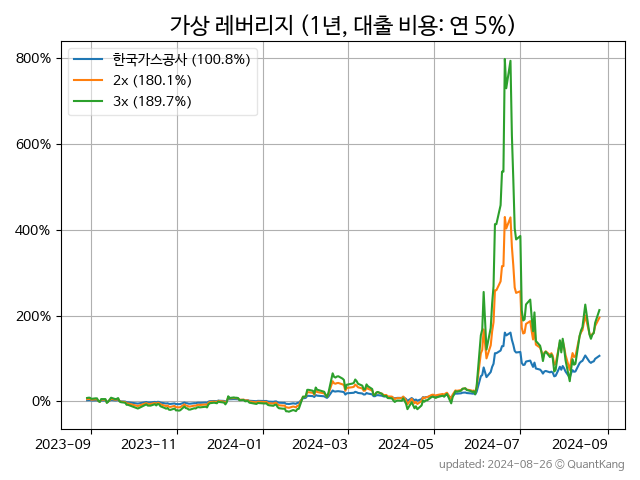 가상 레버리지 (1년, 대출 비용: 연 5%)
한국가스공사 (100.8%)
2x (180.1%)
3x (189.7%)
800%
600%
400%
200%
0%
2023-09 2023-11 2024-01 2024-03 2024-05 2024-07 2024-09
updated: 2024-08-26 © QuantKang